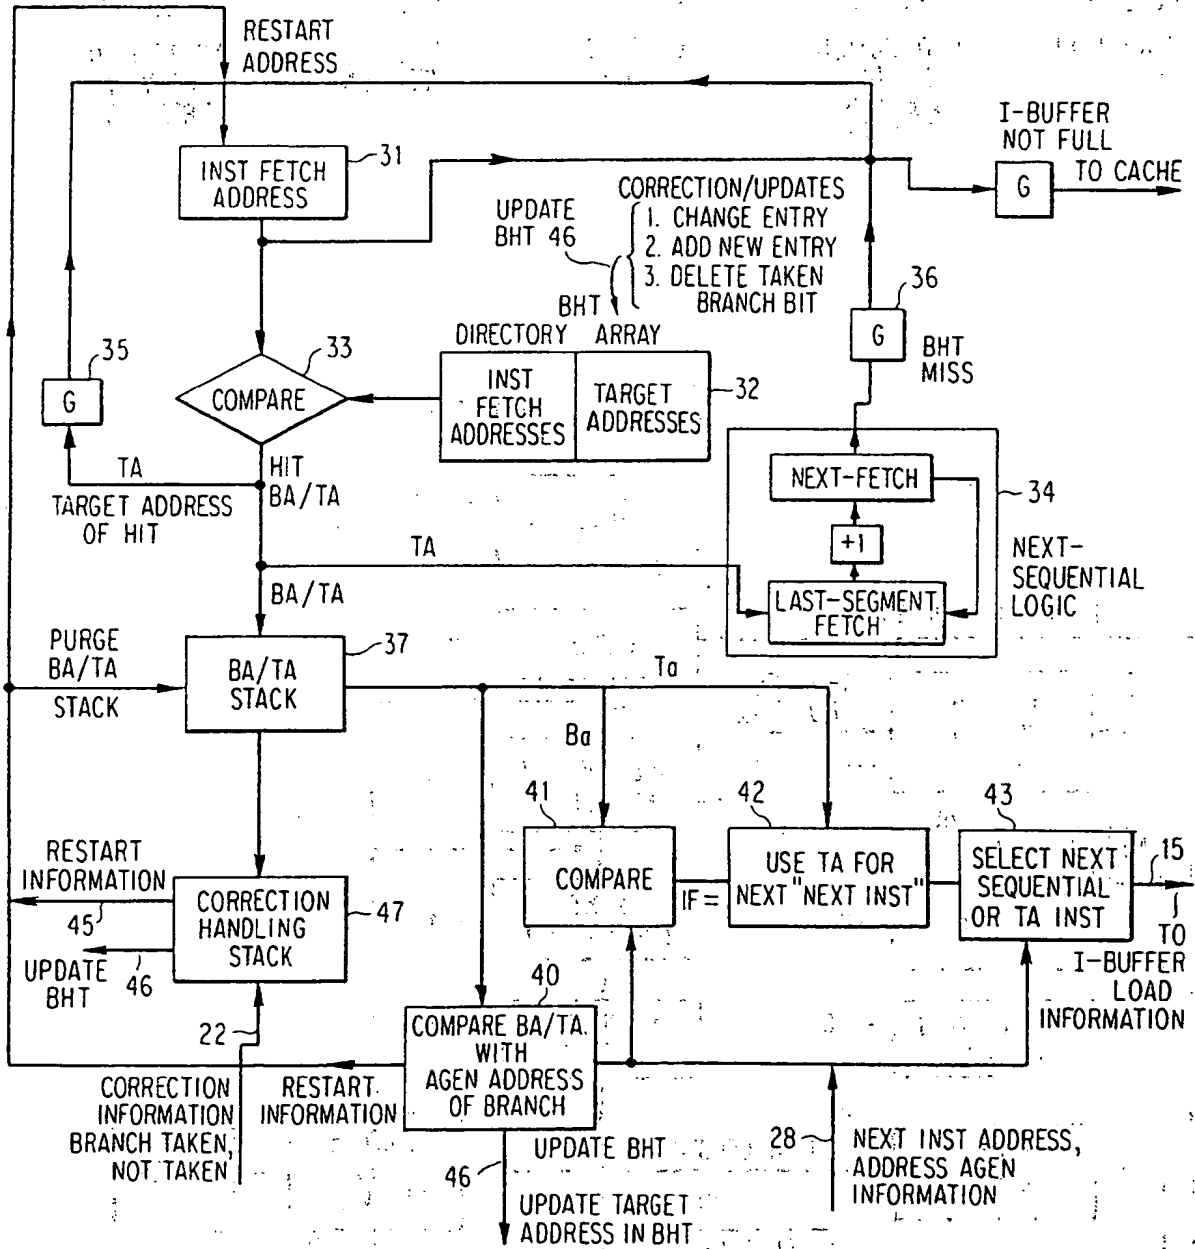 RESTART
ADDRESS
I-BUFFER
NOT FULL
G
TO CACHE
INST FETCH
ADDRESS
31
CORRECTION/UPDATES
1. CHANGE ENTRY
2. ADD NEW ENTRY
3. DELETE TAKEN
BRANCH BIT
UPDATE
BHT 46
36
G
BHT
MISS
BHT
DIRECTORY ARRAY
35
G
33
COMPARE
INST
FETCH
ADDRESSES
TARGET
ADDRESSES
32
TA
TARGET ADDRESS
OF HIT
HIT
BA/TA
NEXT-FETCH
34
+1
NEXT-
SEQUENTIAL
LOGIC
TA
LAST-SEGMENT
FETCH
BA/TA
PURGE
BA/TA
STACK
37
BA/TA
STACK
Ta
Ba
41
COMPARE
IF =
42
USE TA FOR
NEXT "NEXT INST"
43
SELECT NEXT
SEQUENTIAL
OR TA INST
15
TO
I-BUFFER
LOAD
INFORMATION
RESTART
INFORMATION
45
CORRECTION
HANDLING
STACK
47
46
UPDATE
BHT
22
40
COMPARE BA/TA
WITH
AGEN ADDRESS
OF BRANCH
RESTART
INFORMATION
CORRECTION
INFORMATION
BRANCH TAKEN,
NOT TAKEN
46
UPDATE BHT
UPDATE TARGET
ADDRESS IN BHT
28
NEXT INST ADDRESS,
ADDRESS AGEN
INFORMATION